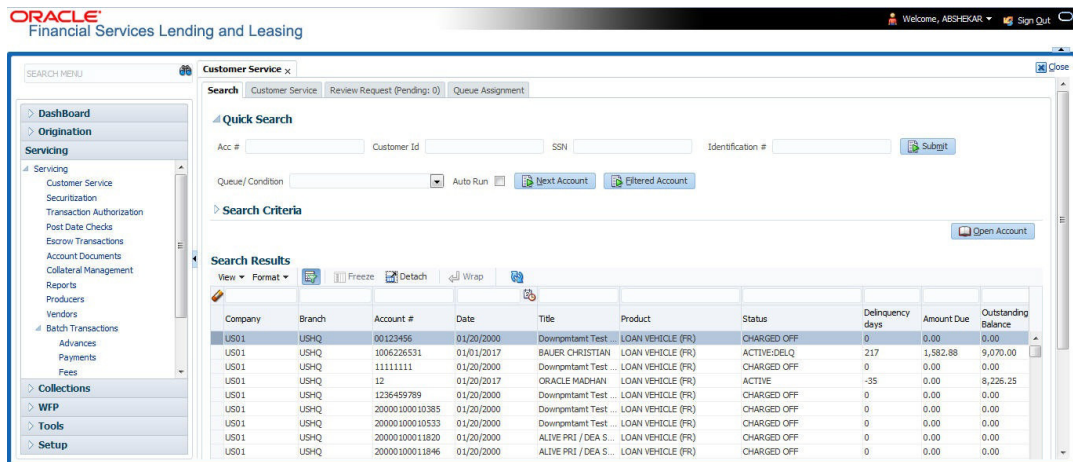 ORACLE®
Financial Services Lending and Leasing
Welcome, ABSHEKAR
Sign Out
SEARCH MENU
DashBoard
Origination
Servicing
Servicing
Customer Service
Securitization
Transaction Authorization
Post Date Checks
Escrow Transactions
Account Documents
Collateral Management
Reports
Producers
Vendors
Batch Transactions
Advances
Payments
Fees
Collections
WFP
Tools
Setup
Customer Service x
Close
Search Customer Service Review Request (Pending: 0) Queue Assignment
Quick Search
Acc # Customer Id SSN Identification # Submit
Queue/ Condition Auto Run Next Account Filtered Account
Search Criteria
Open Account
Search Results
View Format Freeze Detach Wrap
Company Branch Account # Date Title Product Status Delinquency days Amount Due Outstanding Balance
US01 USHQ 00123456 01/20/2000 Downpmtamt Test ... LOAN VEHICLE (FR) CHARGED OFF 0 0.00 0.00
US01 USHQ 1006226531 01/01/2017 BAUER CHRISTIAN LOAN VEHICLE (FR) ACTIVE:DELQ 217 1,582.88 9,070.00
US01 USHQ 11111111 01/20/2000 Downpmtamt Test ... LOAN VEHICLE (FR) CHARGED OFF 0 0.00 0.00
US01 USHQ 12 01/20/2017 ORACLE MADHAN LOAN VEHICLE (FR) ACTIVE -35 0.00 8,226.25
US01 USHQ 1236459789 01/20/2000 Downpmtamt Test ... LOAN VEHICLE (FR) CHARGED OFF 0 0.00 0.00
US01 USHQ 20000100010385 01/20/2000 Downpmtamt Test ... LOAN VEHICLE (FR) CHARGED OFF 0 0.00 0.00
US01 USHQ 20000100010533 01/20/2000 Downpmtamt Test ... LOAN VEHICLE (FR) CHARGED OFF 0 0.00 0.00
US01 USHQ 20000100011820 01/20/2000 ALIVE PRI / DEA S... LOAN VEHICLE (FR) CHARGED OFF 0 0.00 0.00
US01 USHQ 20000100011846 01/20/2000 ALIVE PRI / DEA S... LOAN VEHICLE (FR) CHARGED OFF 0 0.00 0.00